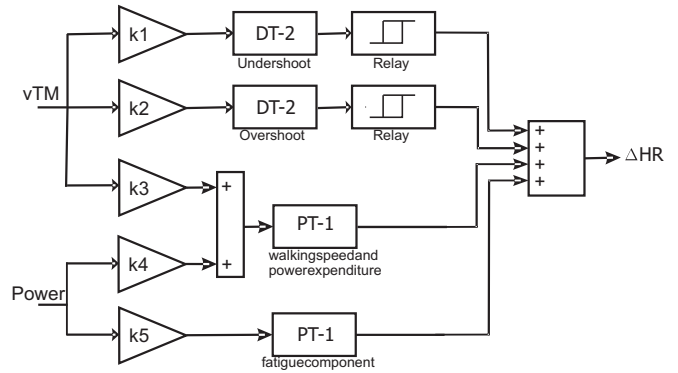 k1
DT-2
Undershoot
Relay
vTM
k2
DT-2
Overshoot
Relay
+
+
+
+
ΔHR
k3
+
+
PT-1
walkingspeedand
powerexpenditure
k4
Power
k5
PT-1
fatiguecomponent